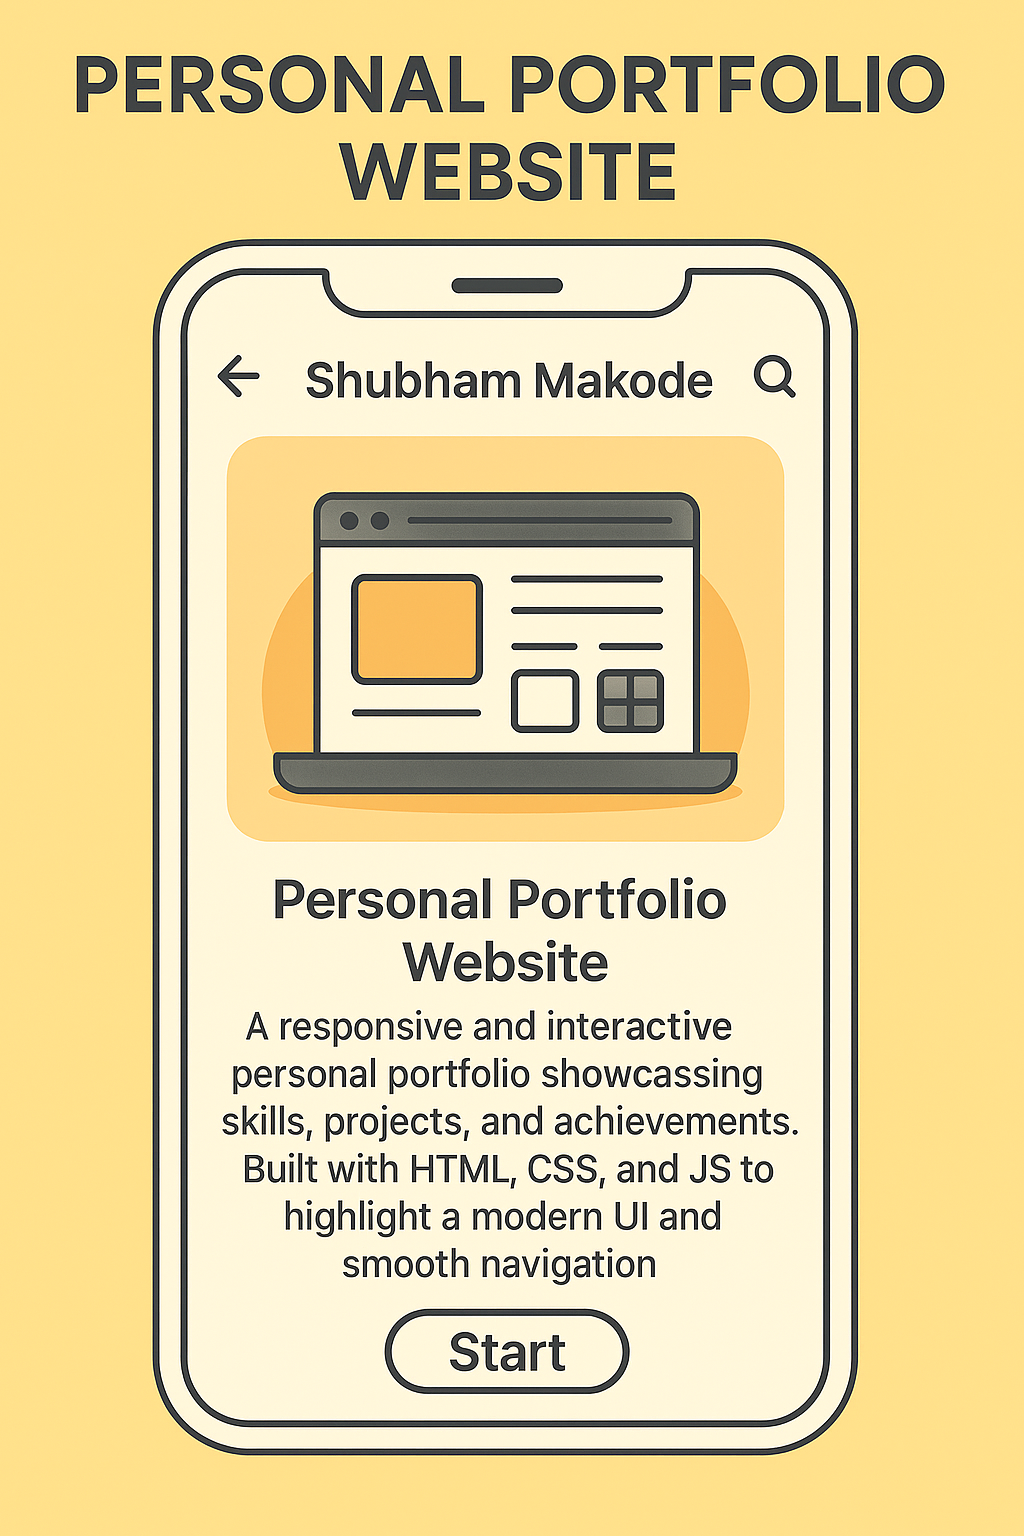 PERSONAL PORTFOLIO
WEBSITE
Shubham Makode
Personal Portfolio
Website
A responsive and interactive
personal portfolio showcassing
skills, projects, and achievements.
Built with HTML, CSS, and JS to
highlight a modern UI and
smooth navigation
Start